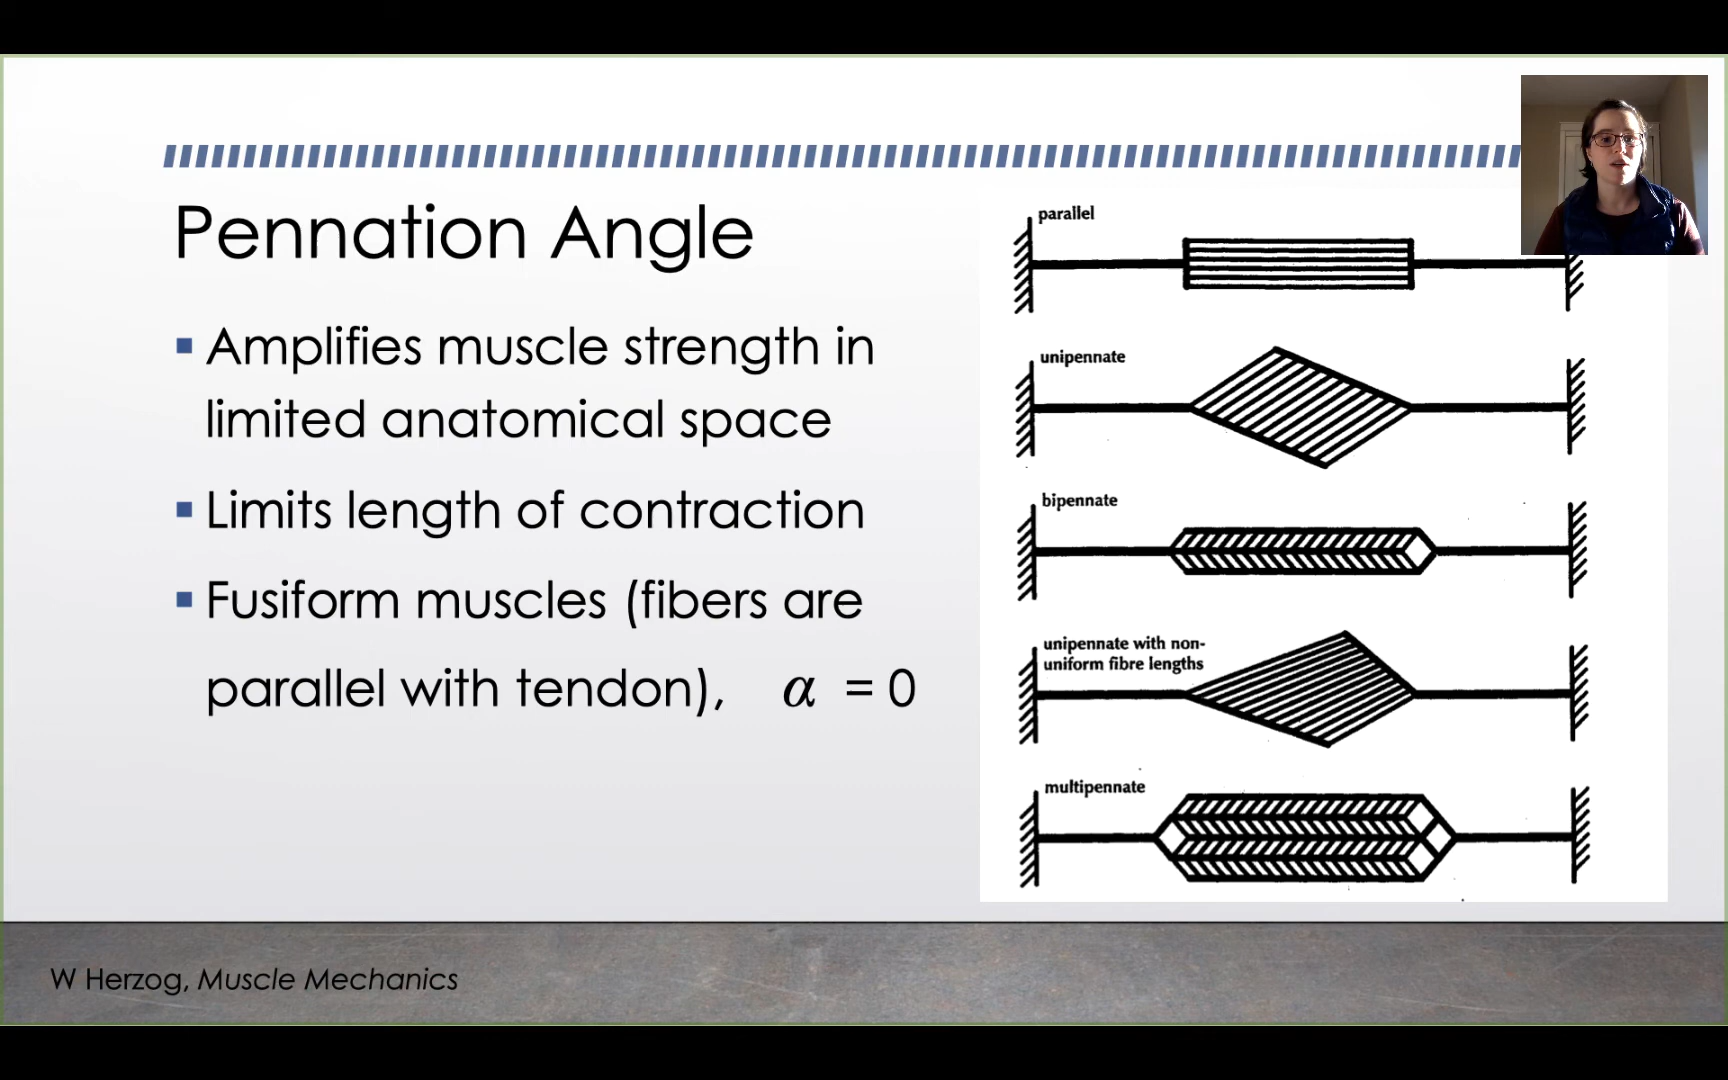 Pennation Angle
Amplifies muscle strength in
limited anatomical space
Limits length of contraction
Fusiform muscles (fibers are
parallel with tendon), α = 0
parallel
unipennate
bipennate
unipennate with non-
uniform fibre lengths
multipennate
W Herzog, Muscle Mechanics